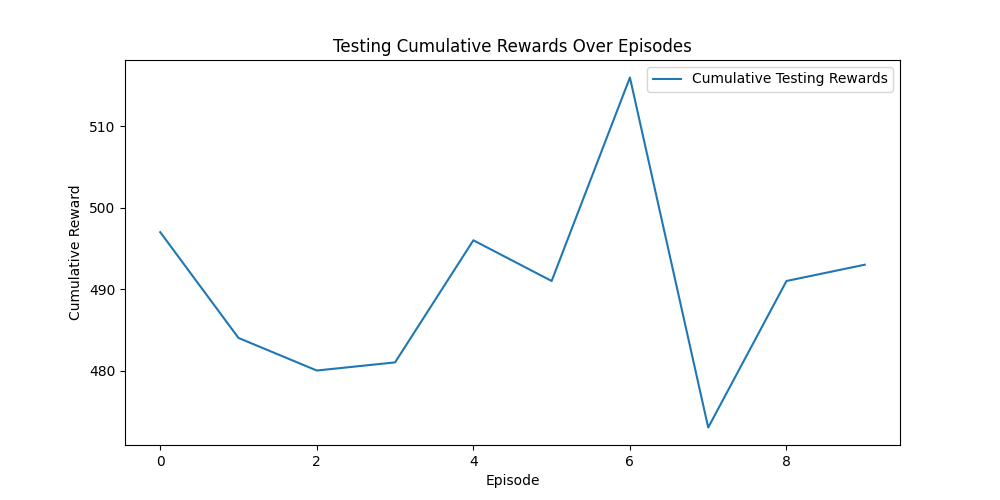 Testing Cumulative Rewards Over Episodes
Cumulative Testing Rewards
Cumulative Reward
510
500
490
480
0 2 4 6 8
Episode